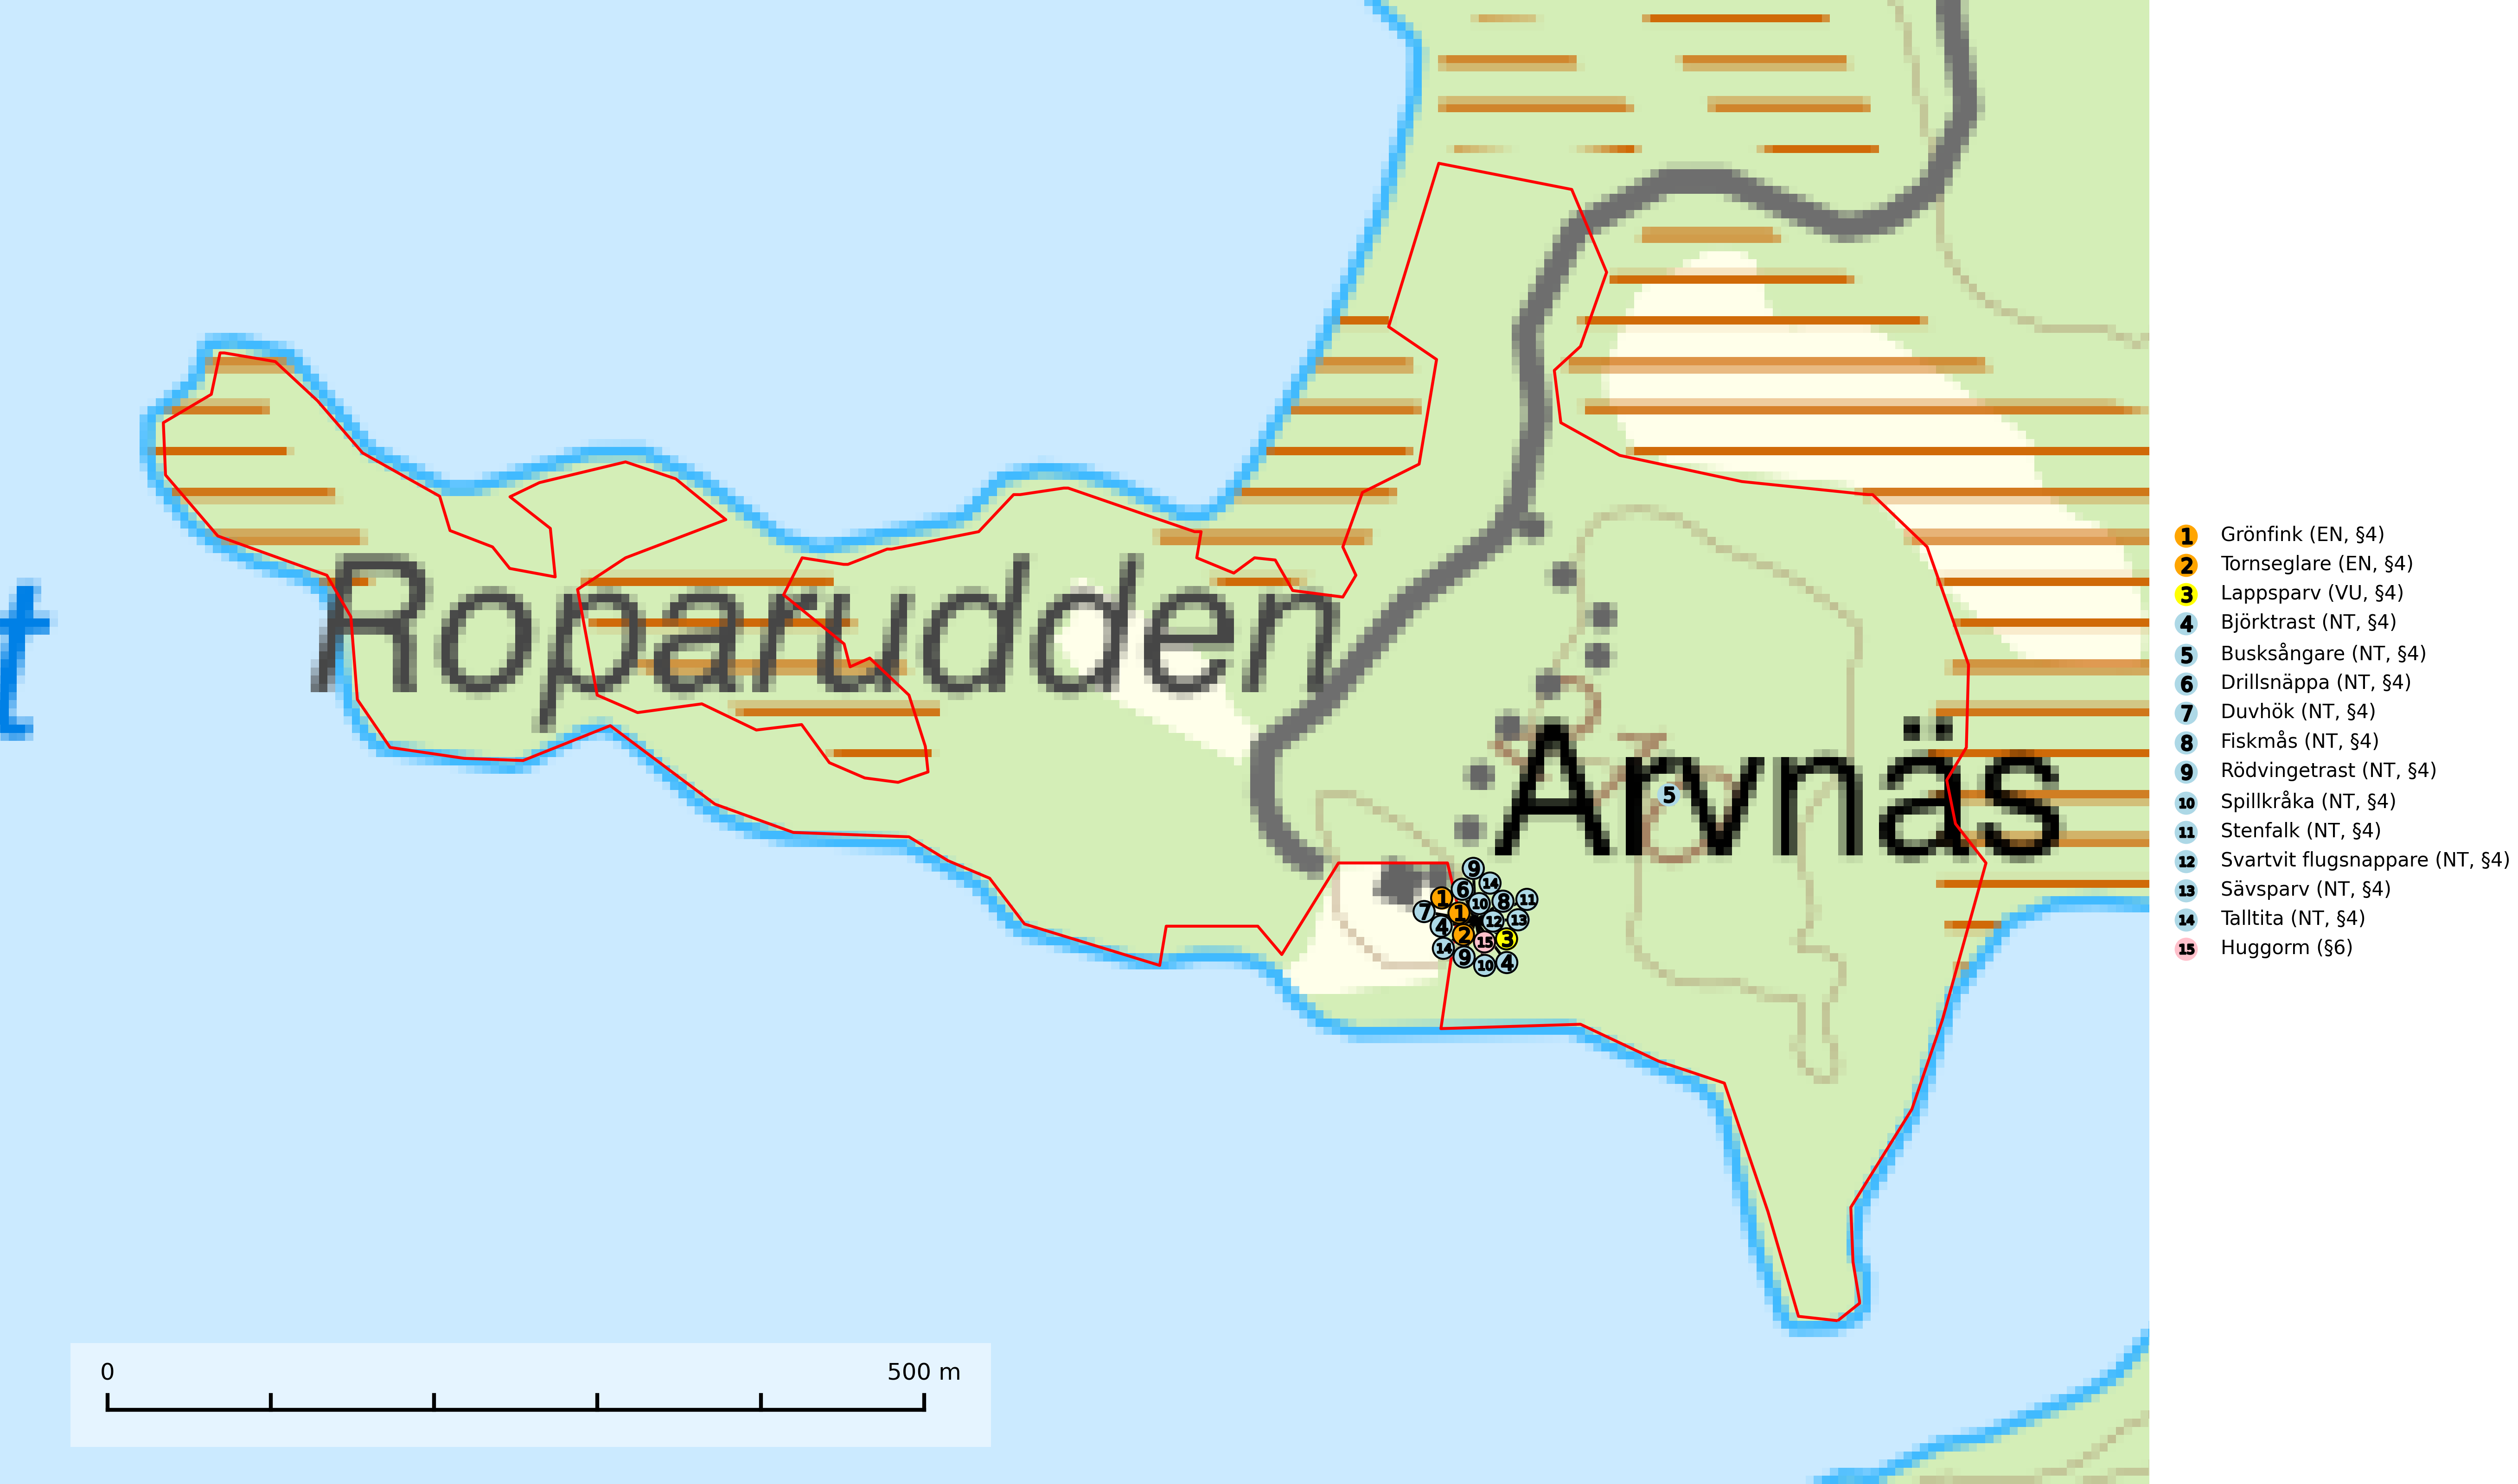 t
Roparudden
Arvnäs
5
9
14
6
1
10
8
11
7
1
12
13
4
2
15
3
14
9
10
4
0 500 m
1 Grönfink (EN, §4)
2 Tornseglare (EN, §4)
3 Lappsparv (VU, §4)
4 Björktrast (NT, §4)
5 Busksångare (NT, §4)
6 Drillsnäppa (NT, §4)
7 Duvhök (NT, §4)
8 Fiskmås (NT, §4)
9 Rödvingetrast (NT, §4)
10 Spillkråka (NT, §4)
11 Stenfalk (NT, §4)
12 Svartvit flugsnappare (NT, §4)
13 Sävsparv (NT, §4)
14 Talltita (NT, §4)
15 Huggorm (§6)